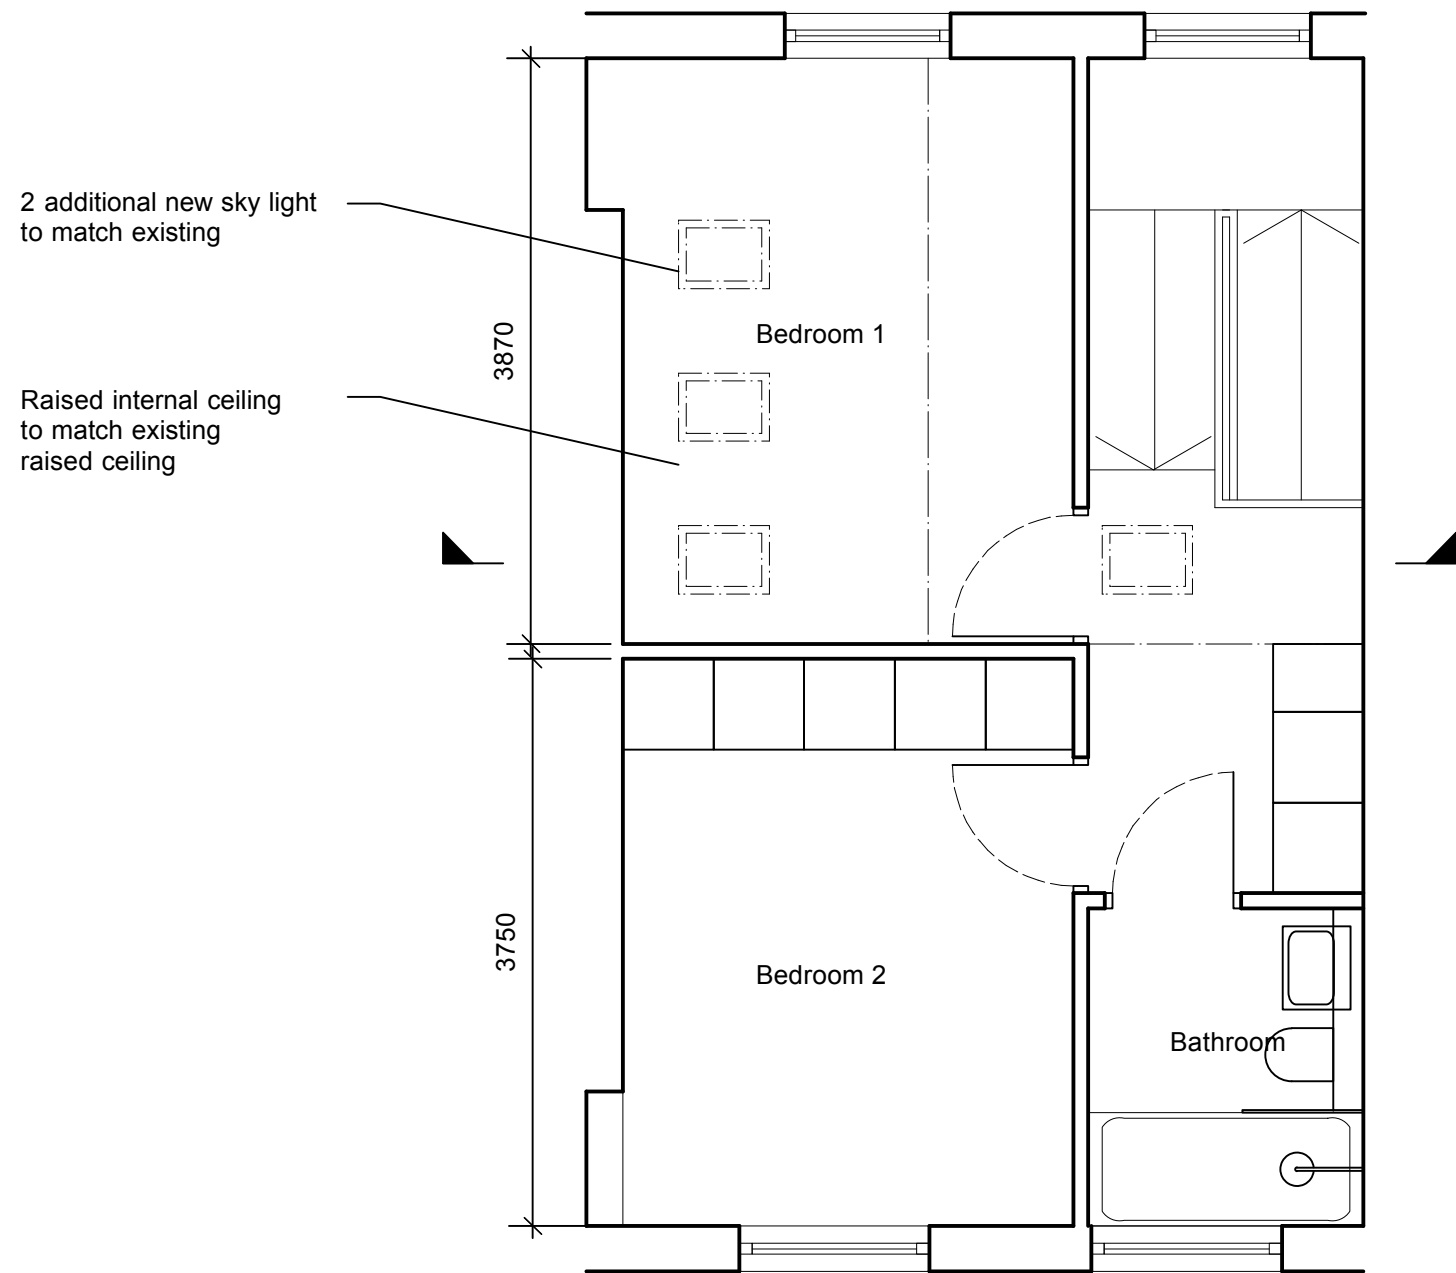 2 additional new sky light
to match existing
3870
Bedroom 1
Raised internal ceiling
to match existing
raised ceiling
3750
Bedroom 2
Bathroom